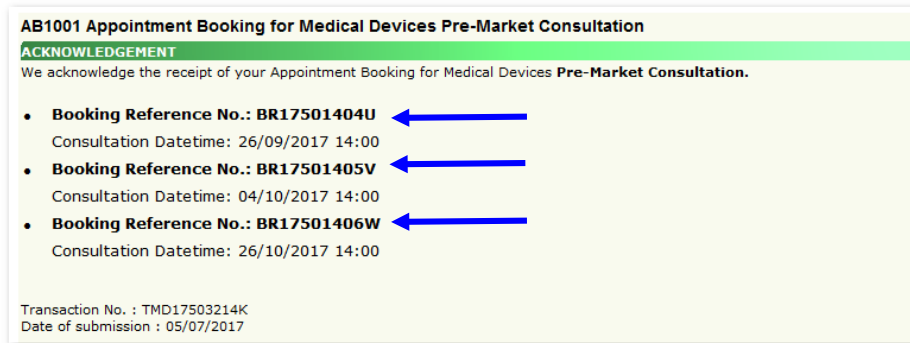 AB1001 Appointment Booking for Medical Devices Pre-Market Consultation
ACKNOWLEDGEMENT
We acknowledge the receipt of your Appointment Booking for Medical Devices Pre-Market Consultation.
• Booking Reference No.: BR17501404U
Consultation Datetime: 26/09/2017 14:00
• Booking Reference No.: BR17501405V
Consultation Datetime: 04/10/2017 14:00
• Booking Reference No.: BR17501406W
Consultation Datetime: 26/10/2017 14:00
Transaction No. : TMD17503214K
Date of submission : 05/07/2017